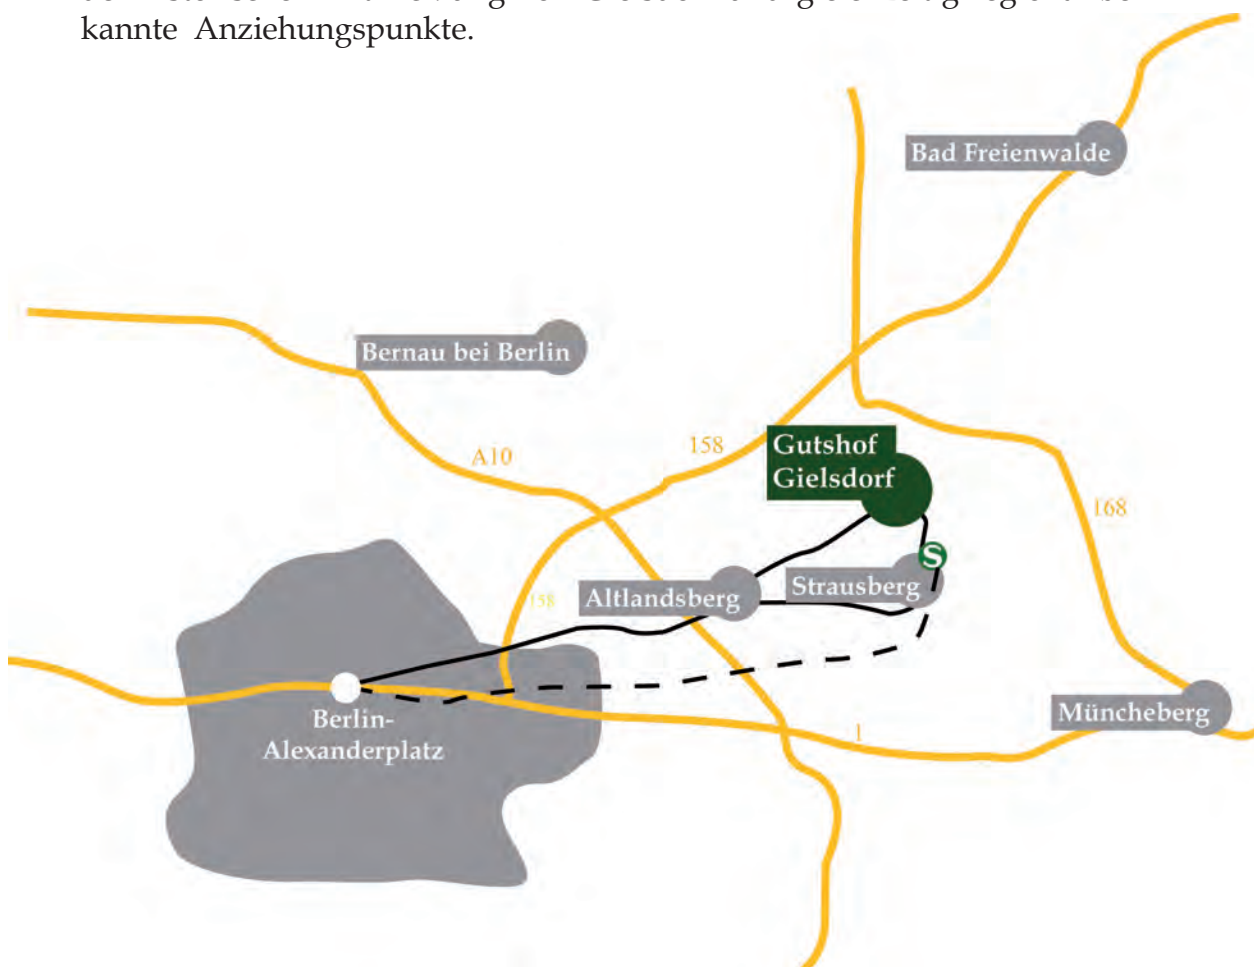 kannte Anziehungspunkte.
Bad Freienwalde
Bernau bei Berlin
A10
158
Gutshof
Gielsdorf
168
S
Strausberg
Altlandsberg
158
Berlin-
Alexanderplatz
Müncheberg
1